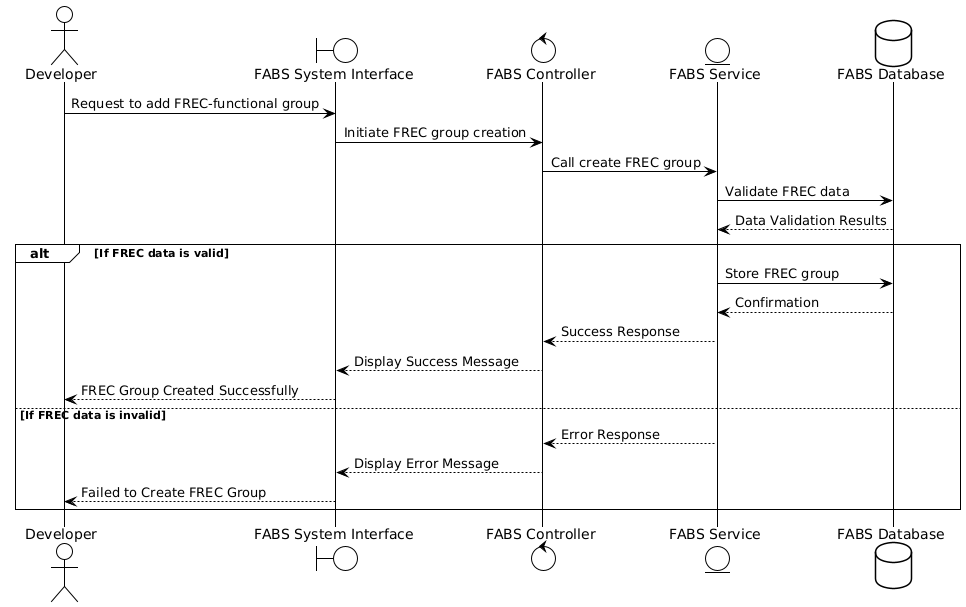 Developer
FABS System Interface
FABS Controller
FABS Service
FABS Database
Request to add FREC-functional group
Initiate FREC group creation
Call create FREC group
Validate FREC data
Data Validation Results
alt
[If FREC data is valid]
Store FREC group
Confirmation
Success Response
Display Success Message
FREC Group Created Successfully
[If FREC data is invalid]
Error Response
Display Error Message
Failed to Create FREC Group
Developer
FABS System Interface
FABS Controller
FABS Service
FABS Database